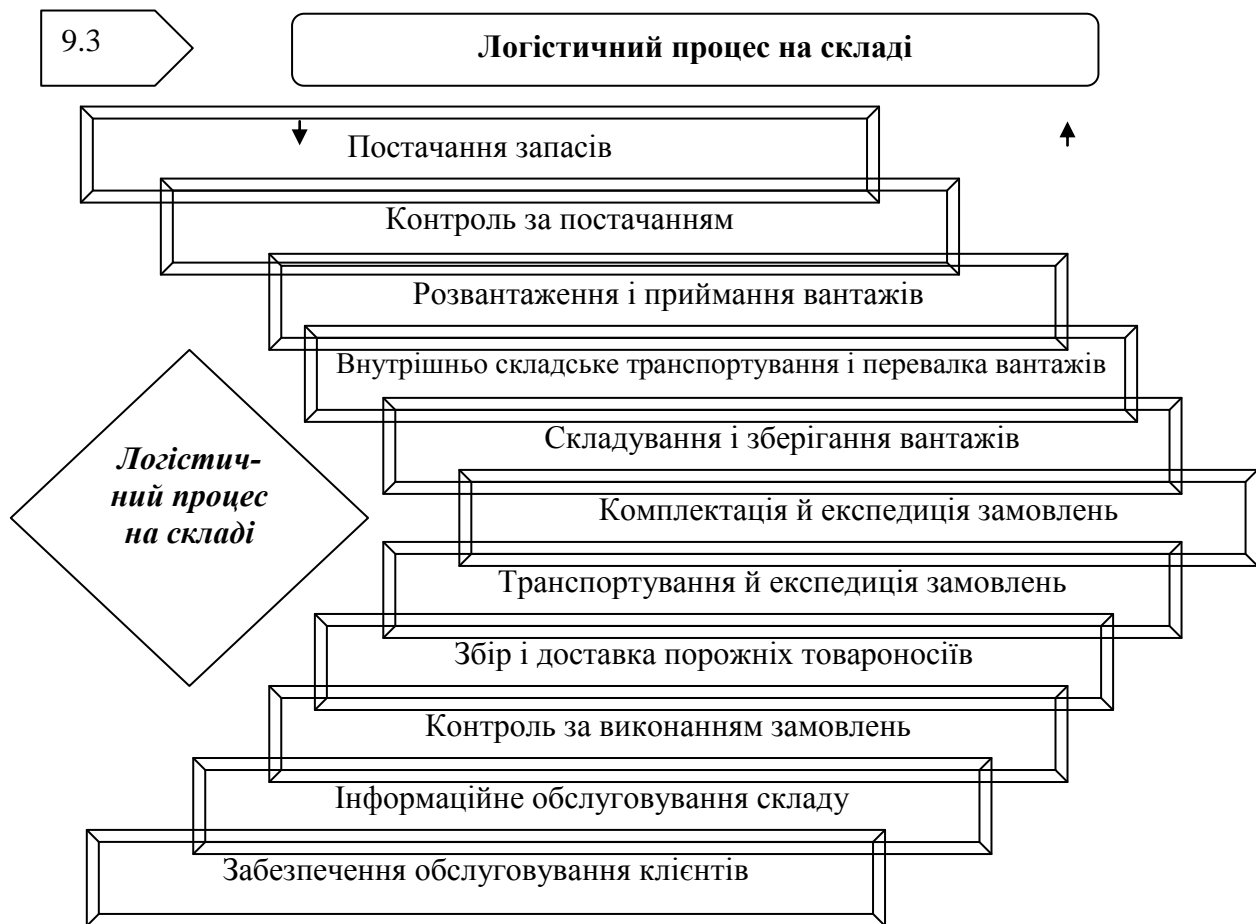 9.3
Логістичний процес на складі
Постачання запасів
Контроль за постачанням
Розвантаження і приймання вантажів
Внутрішньо складське транспортування і перевалка вантажів
Складування і зберігання вантажів
Логістич-
ний процес
на складі
Комплектація й експедиція замовлень
Транспортування й експедиція замовлень
Збір і доставка порожніх товароносіїв
Контроль за виконанням замовлень
Інформаційне обслуговування складу
Забезпечення обслуговування клієнтів